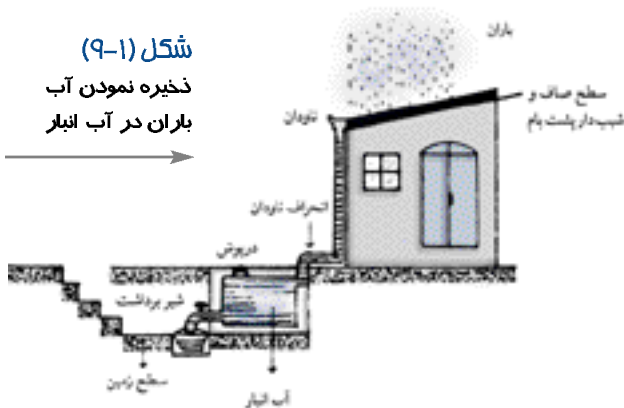 شکل (۱-۹)
ذخیره نمودن آب
باران در آب انبار
باران
سطح صاف و
شیب‌دار پشت بام
ناودان
انحراف ناودان
درپوش
شیر برداشت
سطح زمین
آب انبار